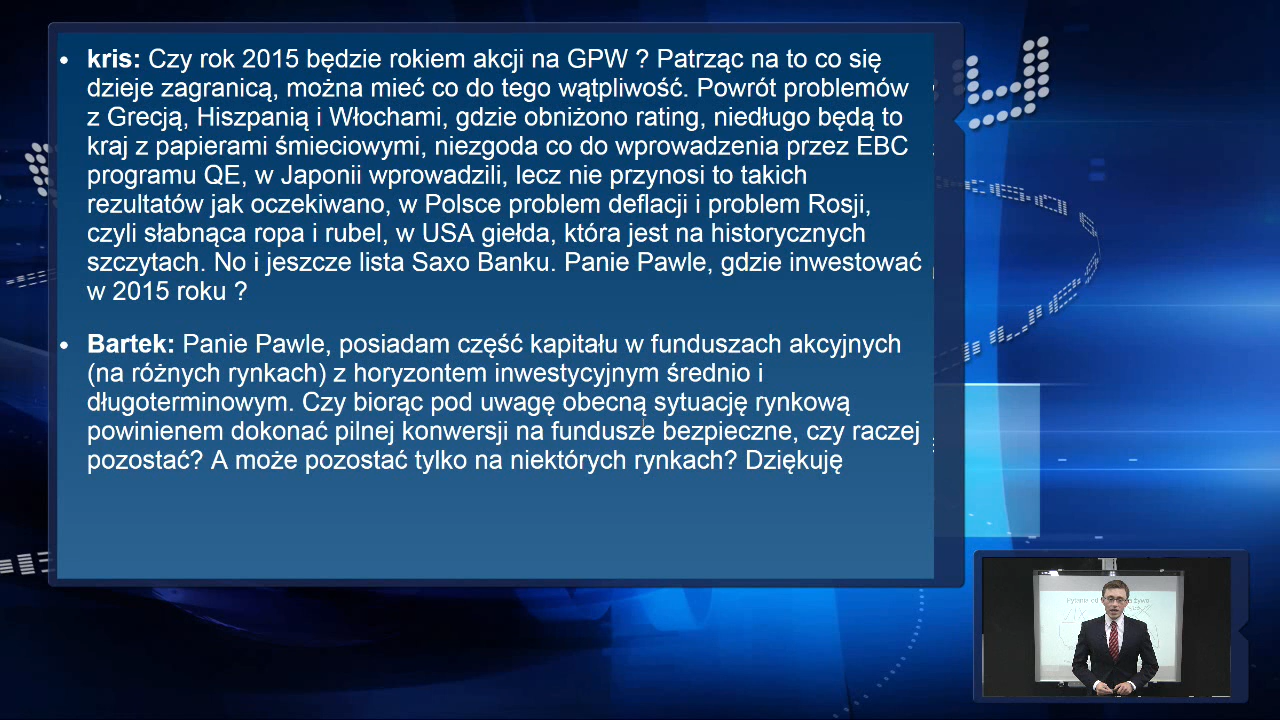 • kris: Czy rok 2015 będzie rokiem akcji na GPW ? Patrząc na to co się
dzieje zagranicą, można mieć co do tego wątpliwość. Powrót problemów
z Grecją, Hiszpanią i Włochami, gdzie obniżono rating, niedługo będą to
kraj z papierami śmieciowymi, niezgoda co do wprowadzenia przez EBC
programu QE, w Japonii wprowadzili, lecz nie przynosi to takich
rezultatów jak oczekiwano, w Polsce problem deflacji i problem Rosji,
czyli słabnąca ropa i rubel, w USA giełda, która jest na historycznych
szczytach. No i jeszcze lista Saxo Banku. Panie Pawle, gdzie inwestować
w 2015 roku ?
• Bartek: Panie Pawle, posiadam część kapitału w funduszach akcyjnych
(na różnych rynkach) z horyzontem inwestycyjnym średnio i
długoterminowym. Czy biorąc pod uwagę obecną sytuację rynkową
powinienem dokonać pilnej konwersji na fundusze bezpieczne, czy raczej
pozostać? A może pozostać tylko na niektórych rynkach? Dziękuję